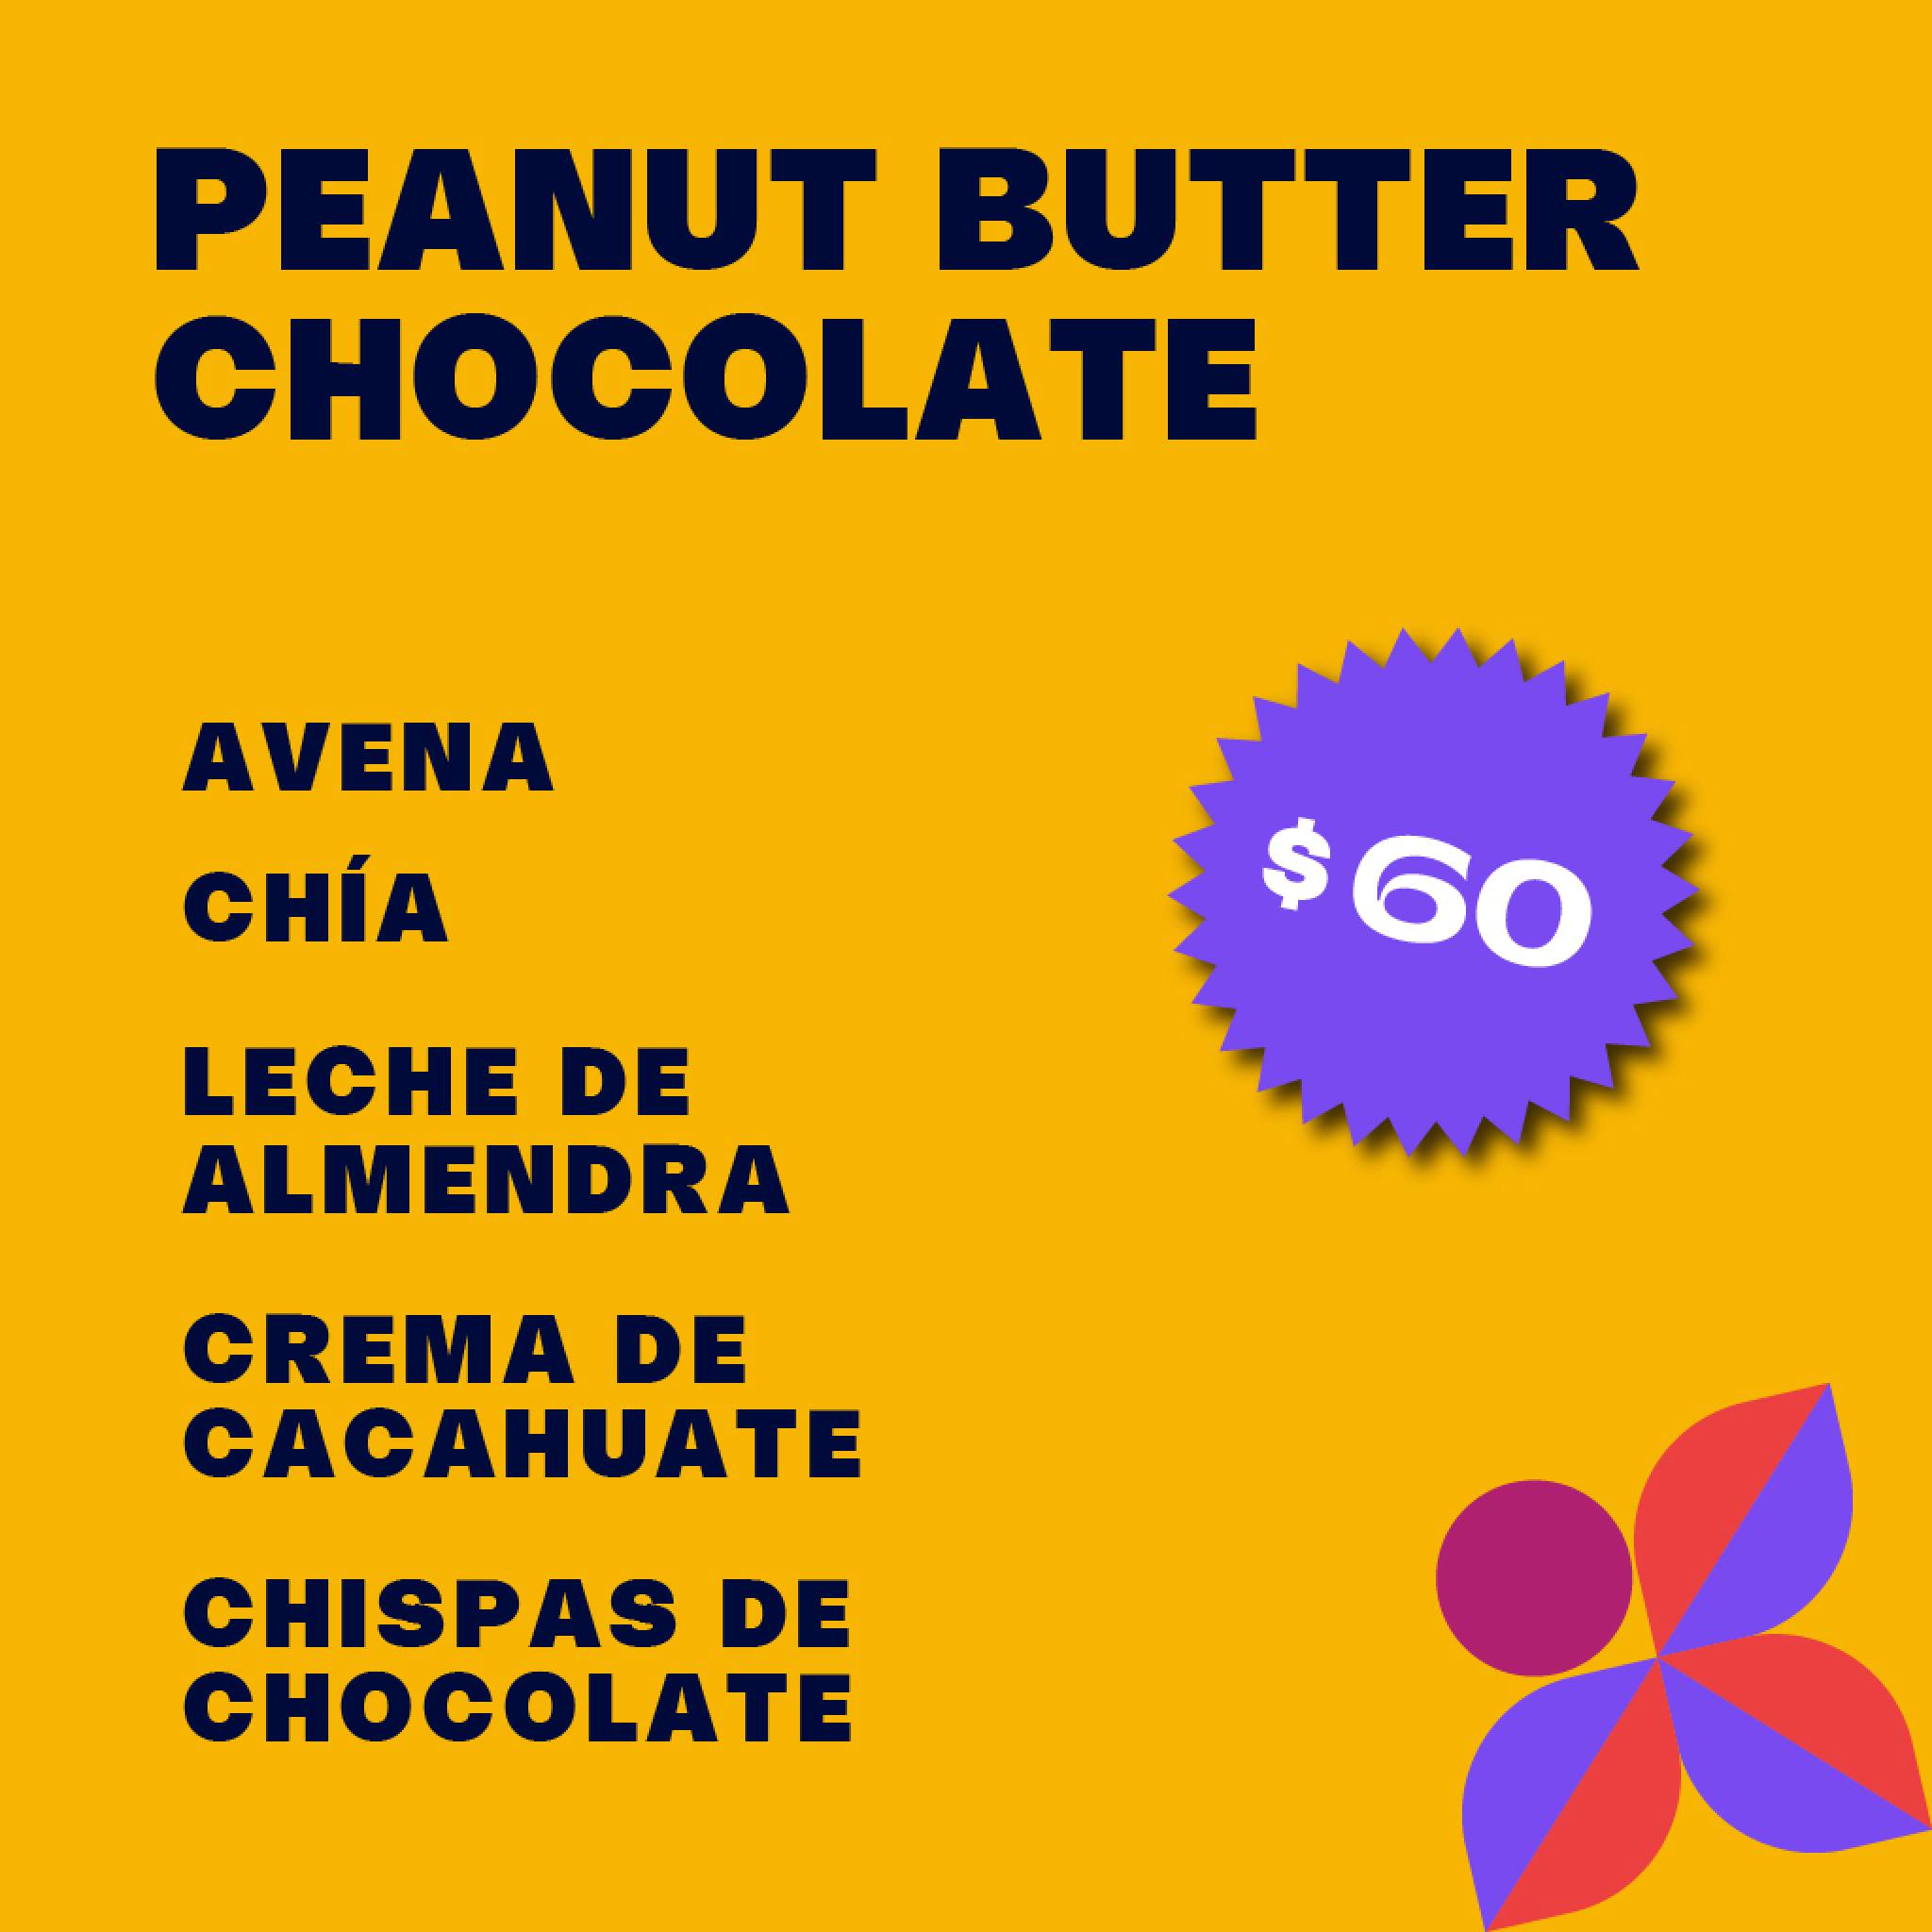 PEANUT BUTTER
CHOCOLATE
AVENA
$60
CHÍA
LECHE DE
ALMENDRA
CREMA DE
CACAHUATE
CHISPAS DE
CHOCOLATE